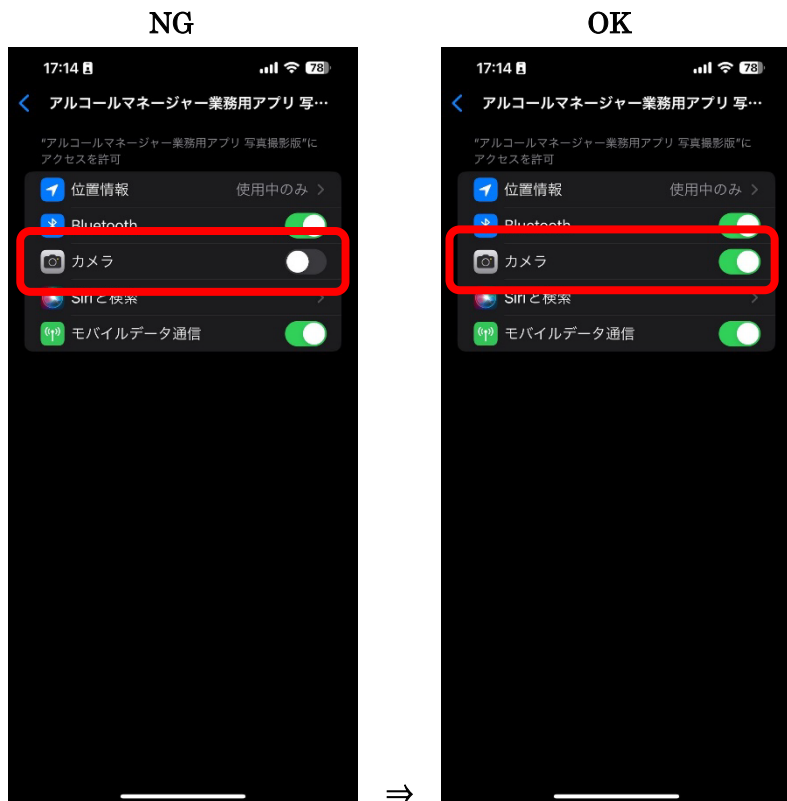 NG
17:14
78
アルコールマネージャー業務用アプリ 写…
"アルコールマネージャー業務用アプリ 写真撮影版"に
アクセスを許可
位置情報 使用中のみ
Bluetooth
カメラ
Siriと検索
モバイルデータ通信
⇒
OK
17:14
78
アルコールマネージャー業務用アプリ 写…
"アルコールマネージャー業務用アプリ 写真撮影版"に
アクセスを許可
位置情報 使用中のみ
Bluetooth
カメラ
Siriと検索
モバイルデータ通信